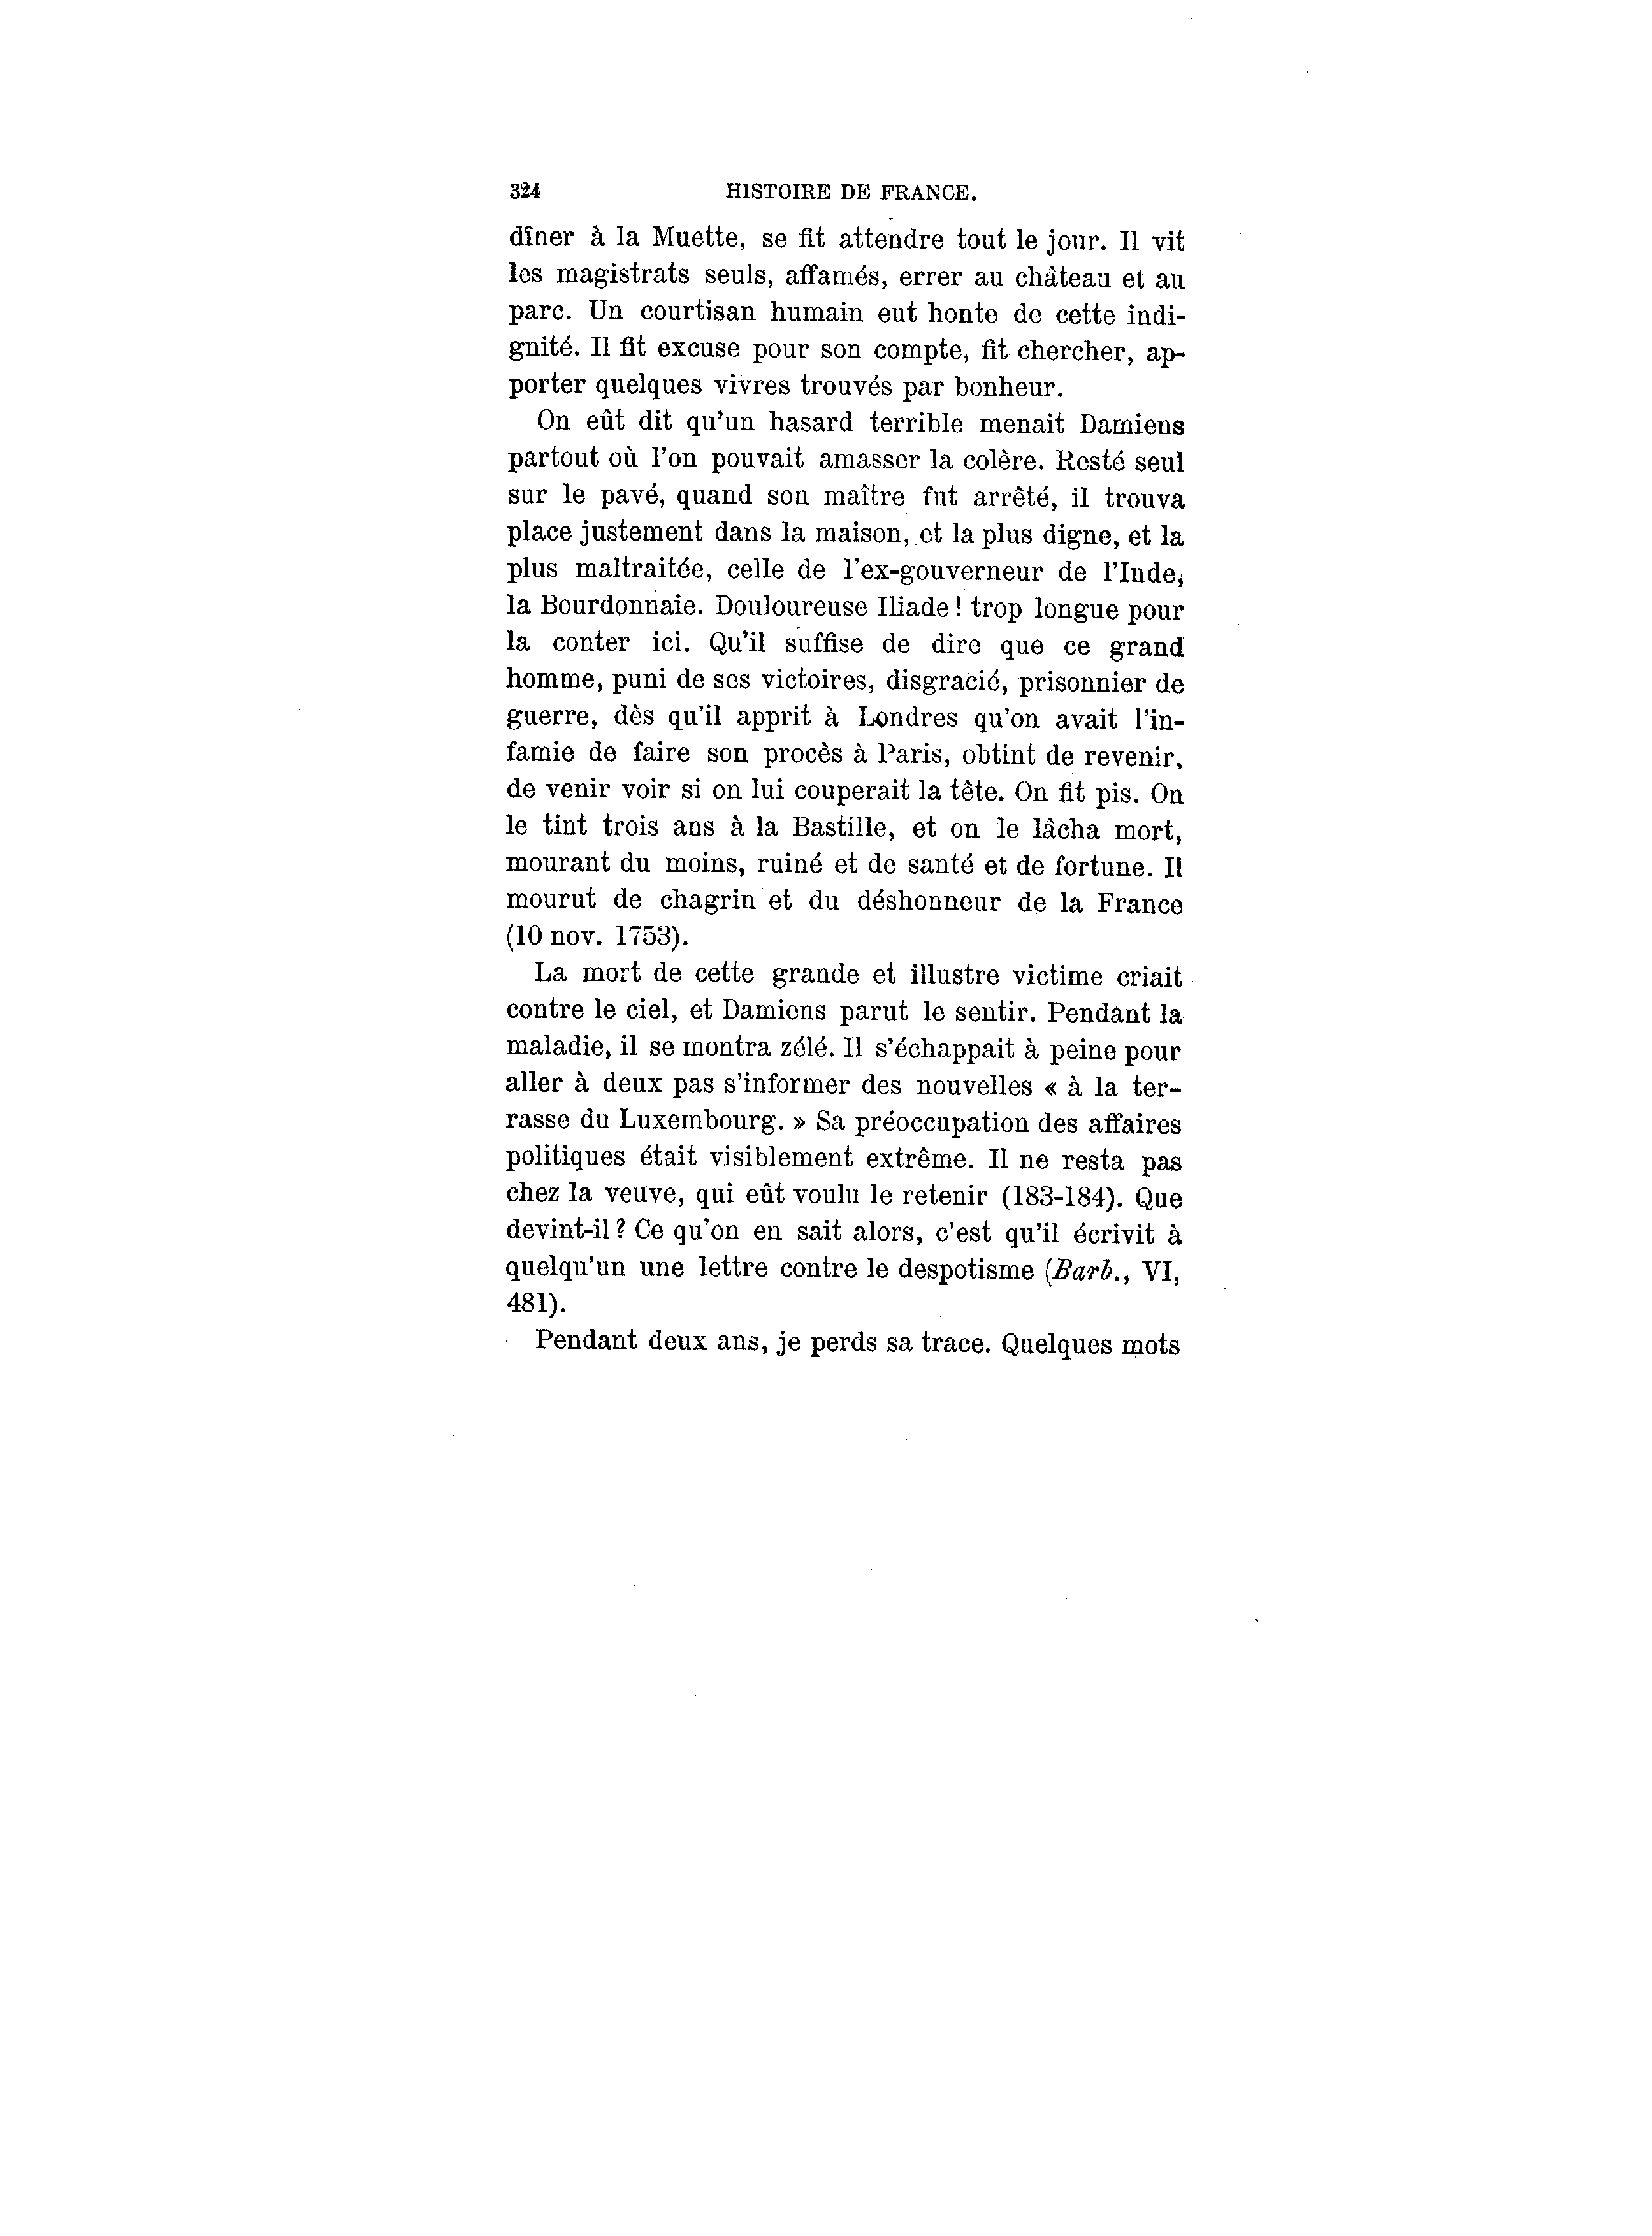 324 HISTOIRE DE FRANCE.
dîner à la Muette, se fit attendre tout le jour. Il vit
les magistrats seuls, affamés, errer au château et au
parc. Un courtisan humain eut honte de cette indi-
gnité. Il fit excuse pour son compte, fit chercher, ap-
porter quelques vivres trouvés par bonheur.
On eût dit qu'un hasard terrible menait Damiens
partout où l'on pouvait amasser la colère. Resté seul
sur le pavé, quand son maître fut arrêté, il trouva
place justement dans la maison, et la plus digne, et la
plus maltraitée, celle de l'ex-gouverneur de l'Inde,
la Bourdonnaie. Douloureuse Iliade ! trop longue pour
la conter ici. Qu'il suffise de dire que ce grand
homme, puni de ses victoires, disgracié, prisonnier de
guerre, dès qu'il apprit à Londres qu'on avait l'in-
famie de faire son procès à Paris, obtint de revenir,
de venir voir si on lui couperait la tête. On fit pis. On
le tint trois ans à la Bastille, et on le lâcha mort,
mourant du moins, ruiné et de santé et de fortune. Il
mourut de chagrin et du déshonneur de la France
(10 nov. 1753).
La mort de cette grande et illustre victime criait
contre le ciel, et Damiens parut le sentir. Pendant la
maladie, il se montra zélé. Il s'échappait à peine pour
aller à deux pas s'informer des nouvelles « à la ter-
rasse du Luxembourg. » Sa préoccupation des affaires
politiques était visiblement extrême. Il ne resta pas
chez la veuve, qui eût voulu le retenir (183-184). Que
devint-il ? Ce qu'on en sait alors, c'est qu'il écrivit à
quelqu'un une lettre contre le despotisme (Barb., VI,
481).
Pendant deux ans, je perds sa trace. Quelques mots